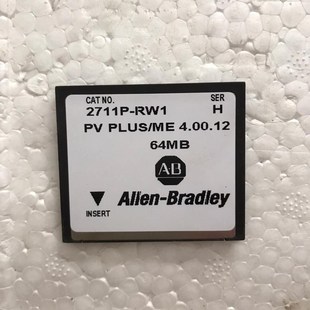 CAT NO. SER
2711P-RW1 H
PV PLUS/ME 4.00.12
64MB
AB
INSERT
Allen-Bradley